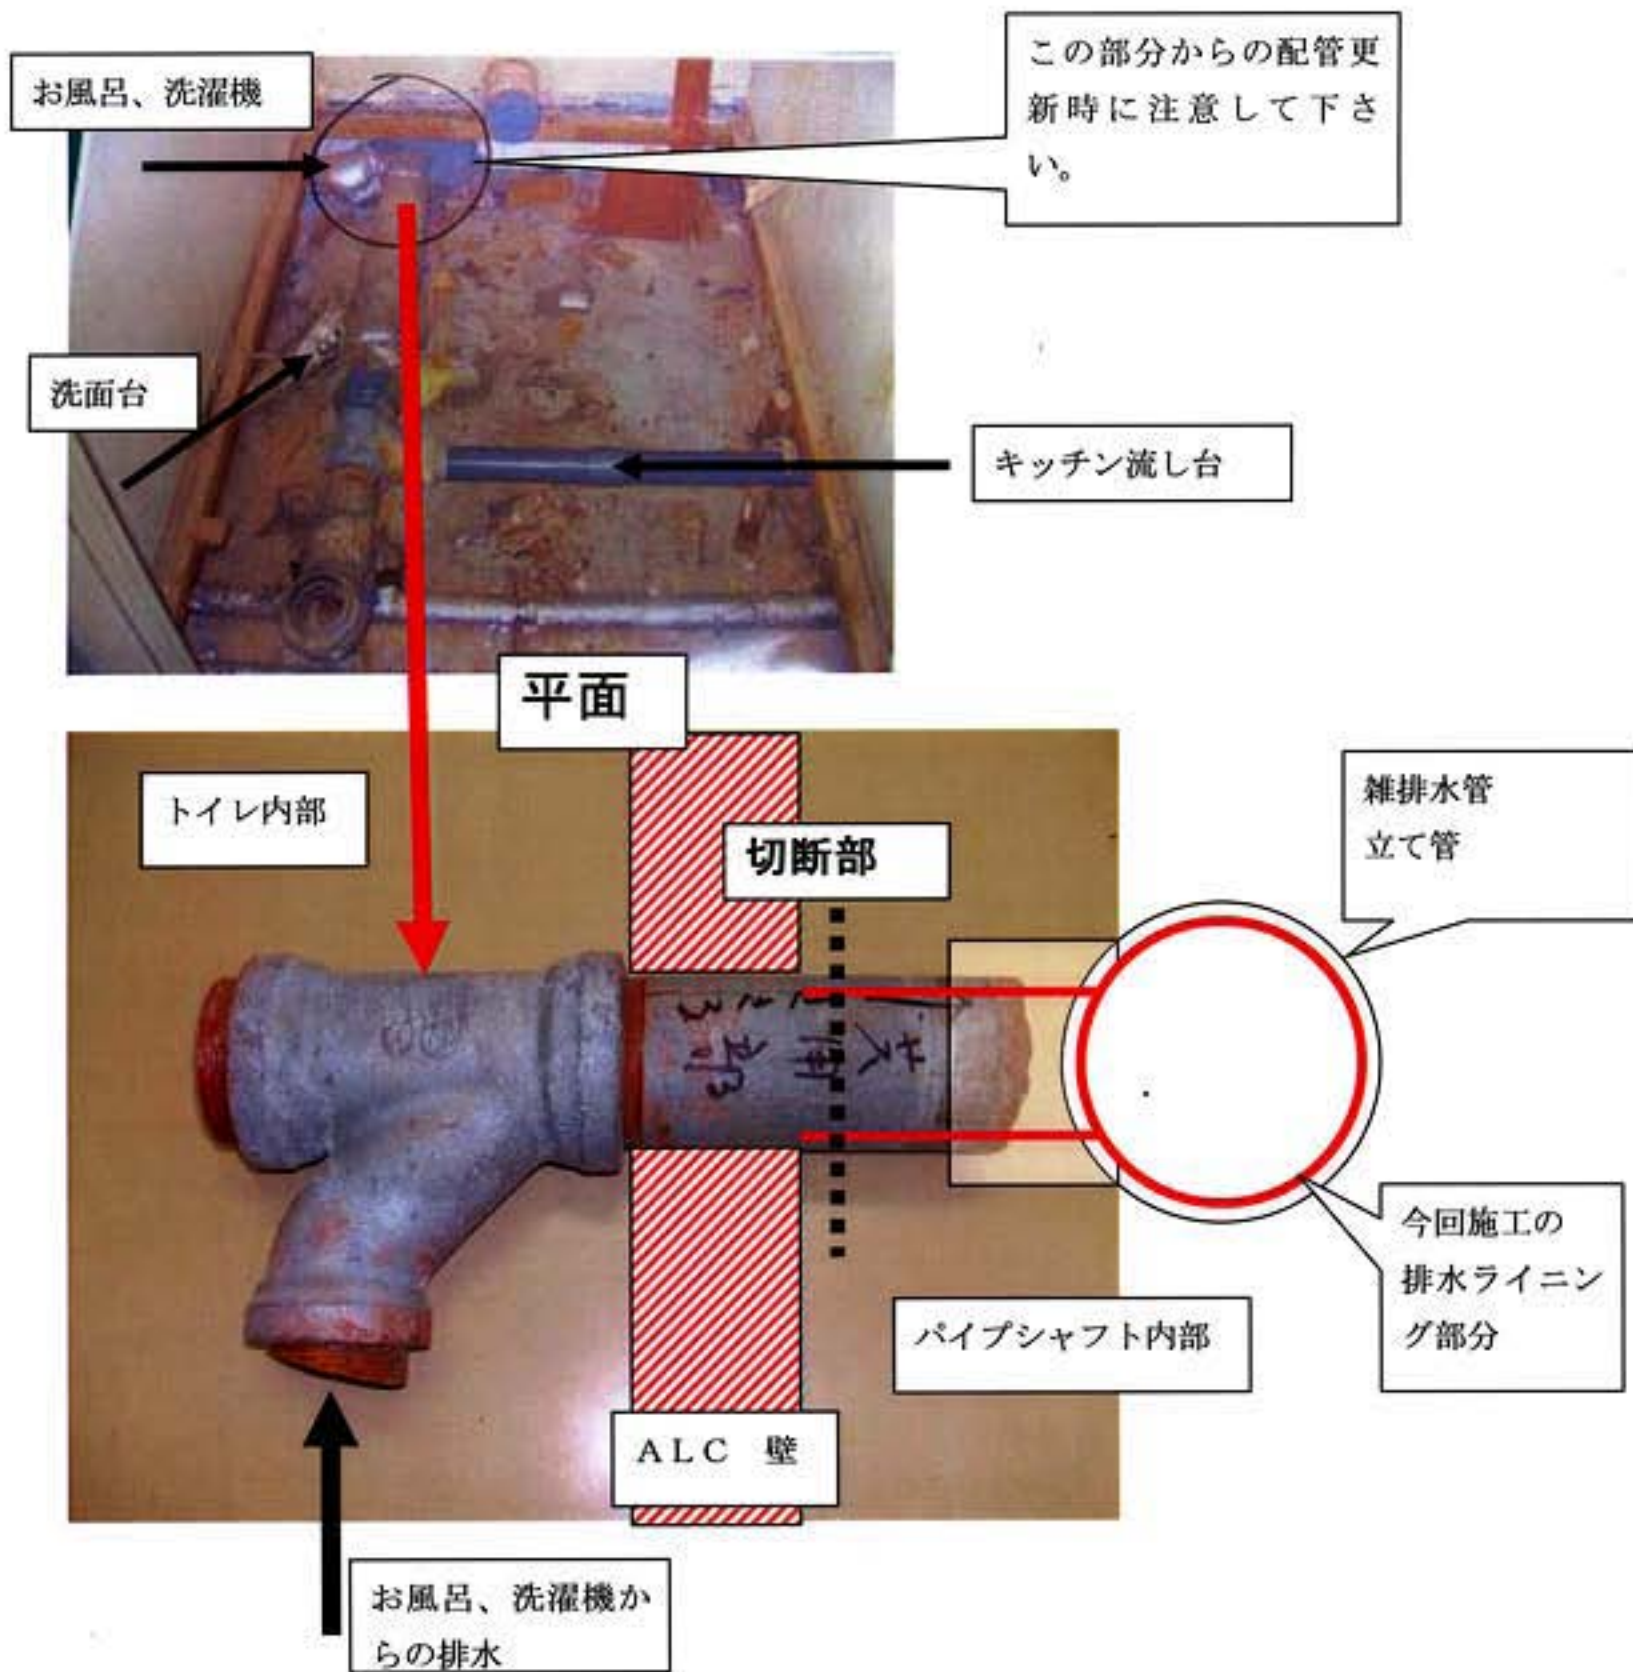 お風呂、洗濯機
この部分からの配管更
新時に注意して下さ
い。
洗面台
キッチン流し台
平面
トイレ内部
切断部
雑排水管
立て管
今回施工の
排水ライニン
グ部分
パイプシャフト内部
ALC 壁
お風呂、洗濯機か
らの排水